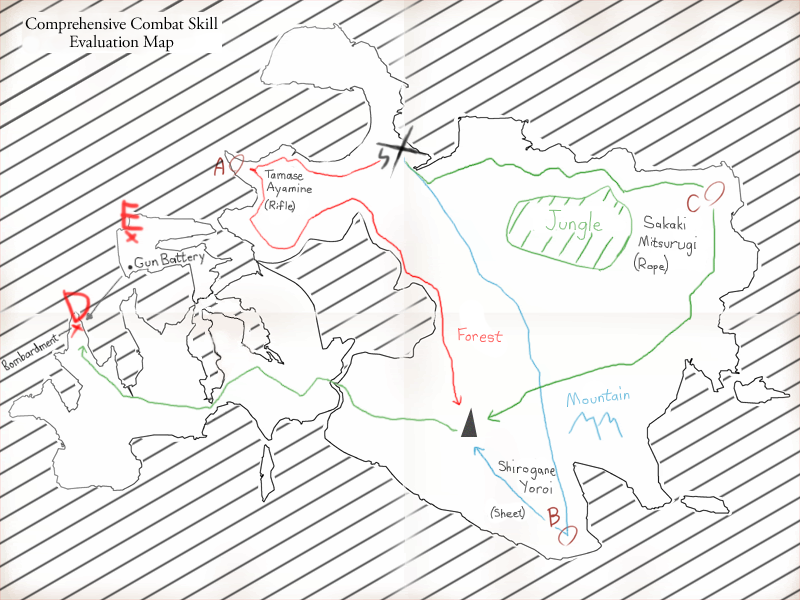 Comprehensive Combat Skill
Evaluation Map
S
A
Tamase
Ayamine
(Rifle)
C
Jungle
Sakaki
Mitsurugi
(Rope)
E
Gun Battery
D
Bombardment
Forest
Mountain
Shirogane
Yoroi
(Sheet)
B